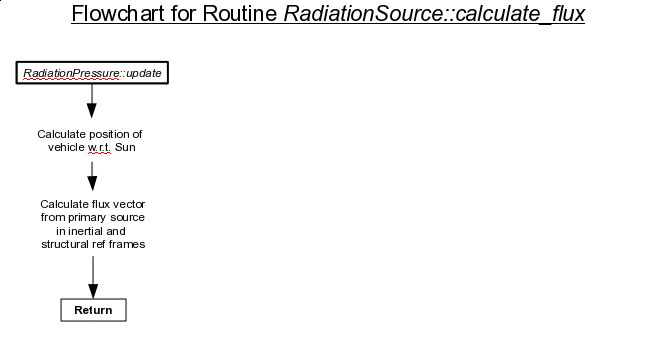 Flowchart for Routine RadiationSource::calculate_flux
RadiationPressure::update
Calculate position of
vehicle w.r.t. Sun
Calculate flux vector
from primary source
in inertial and
structural ref frames
Return